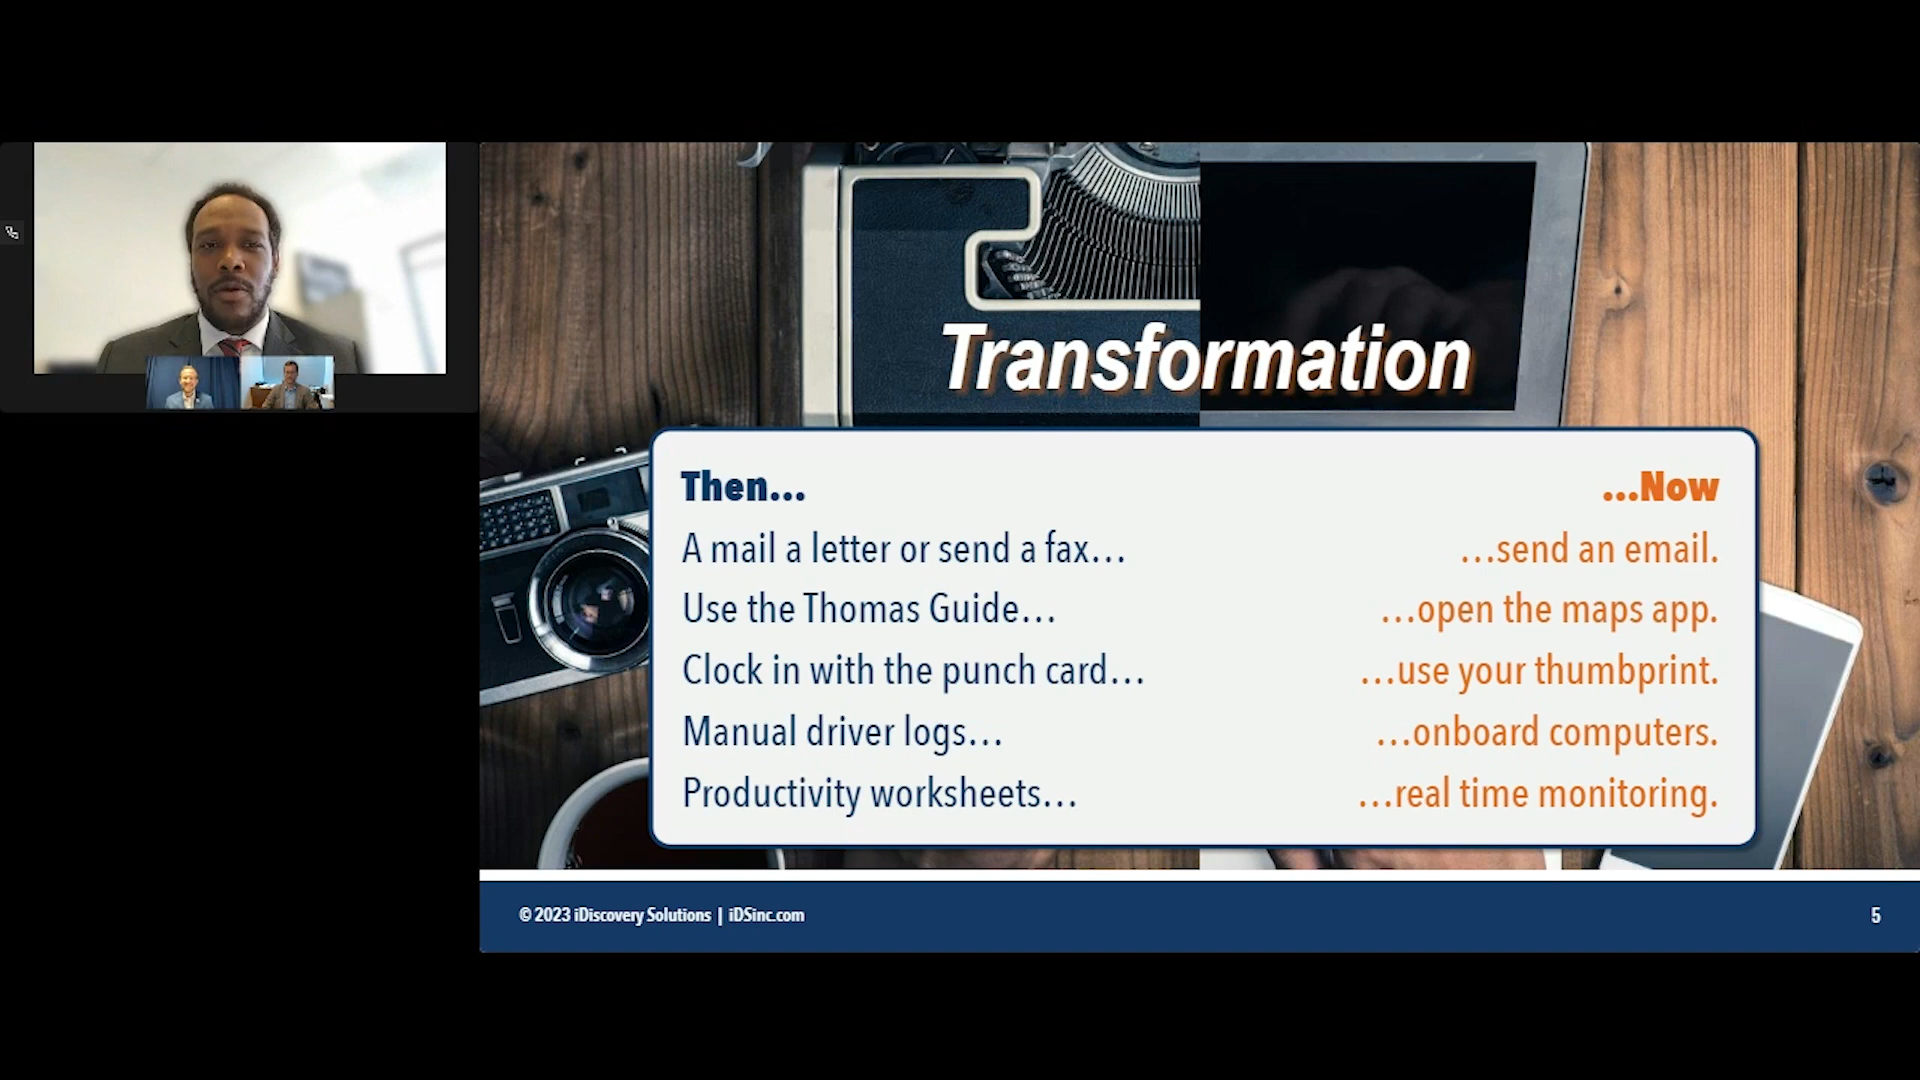 Transformation
Then... ...Now
A mail a letter or send a fax... ...send an email.
Use the Thomas Guide... ...open the maps app.
Clock in with the punch card... ...use your thumbprint.
Manual driver logs... ...onboard computers.
Productivity worksheets... ...real time monitoring.
© 2023 iDiscovery Solutions | iDSinc.com 5